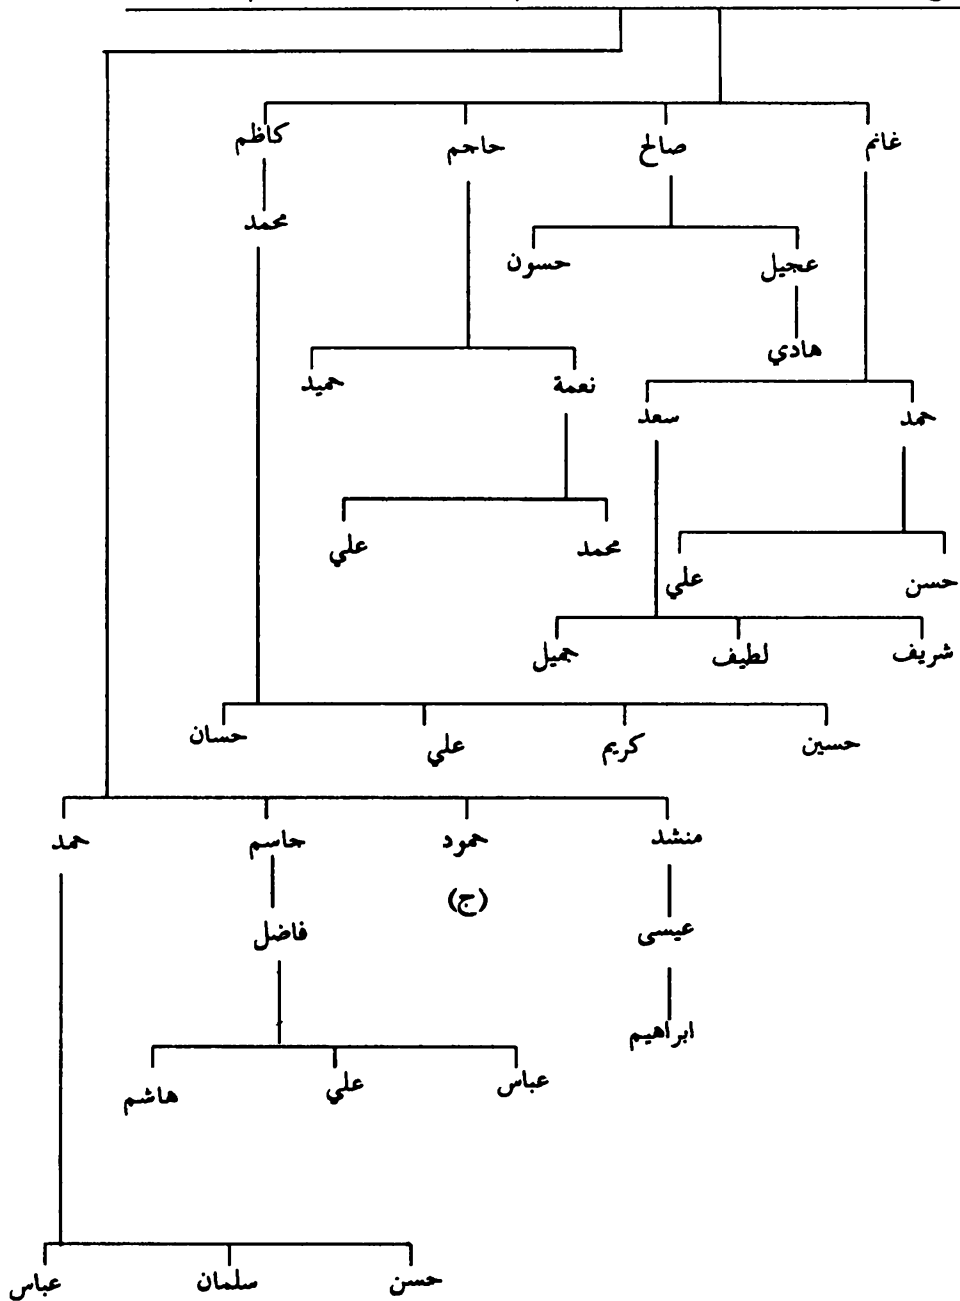 غانم صالح حاجم كاظم
محمد
عجيل حسون
هادي
نعمة حميد
حمد سعد
محمد علي
حسن علي
شريف لطيف جميل
حسين كريم علي حسان
منشد حمود جاسم حمد
(ج)
عيسى فاضل
ابراهيم
عباس علي هاشم
حسن سلمان عباس